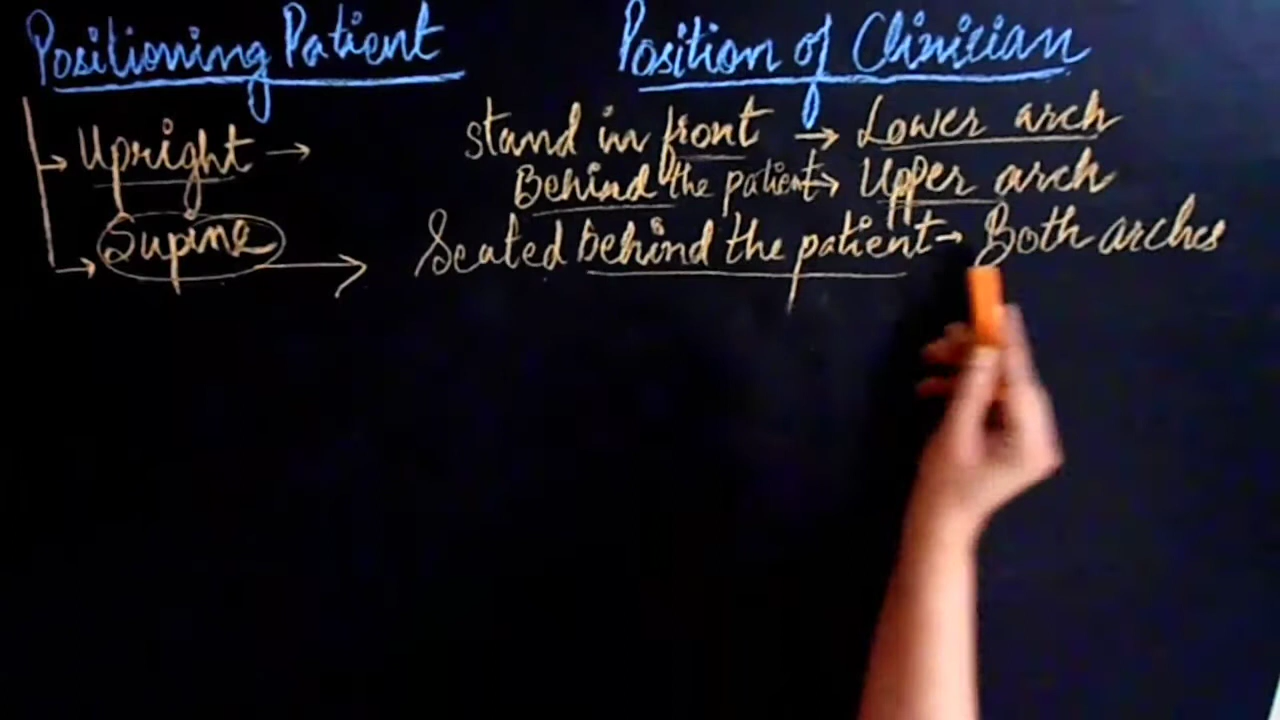 Positioning Patient Position of Clinician
Upright → stand in front → Lower arch
Behind the patient → Upper arch
Supine → Seated behind the patient → Both arches